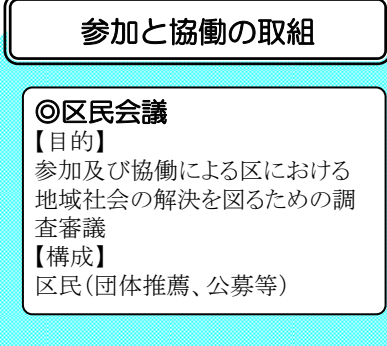 参加と協働の取組
◎区民会議
【目的】
参加及び協働による区における
地域社会の解決を図るための調
査審議
【構成】
区民(団体推薦、公募等)